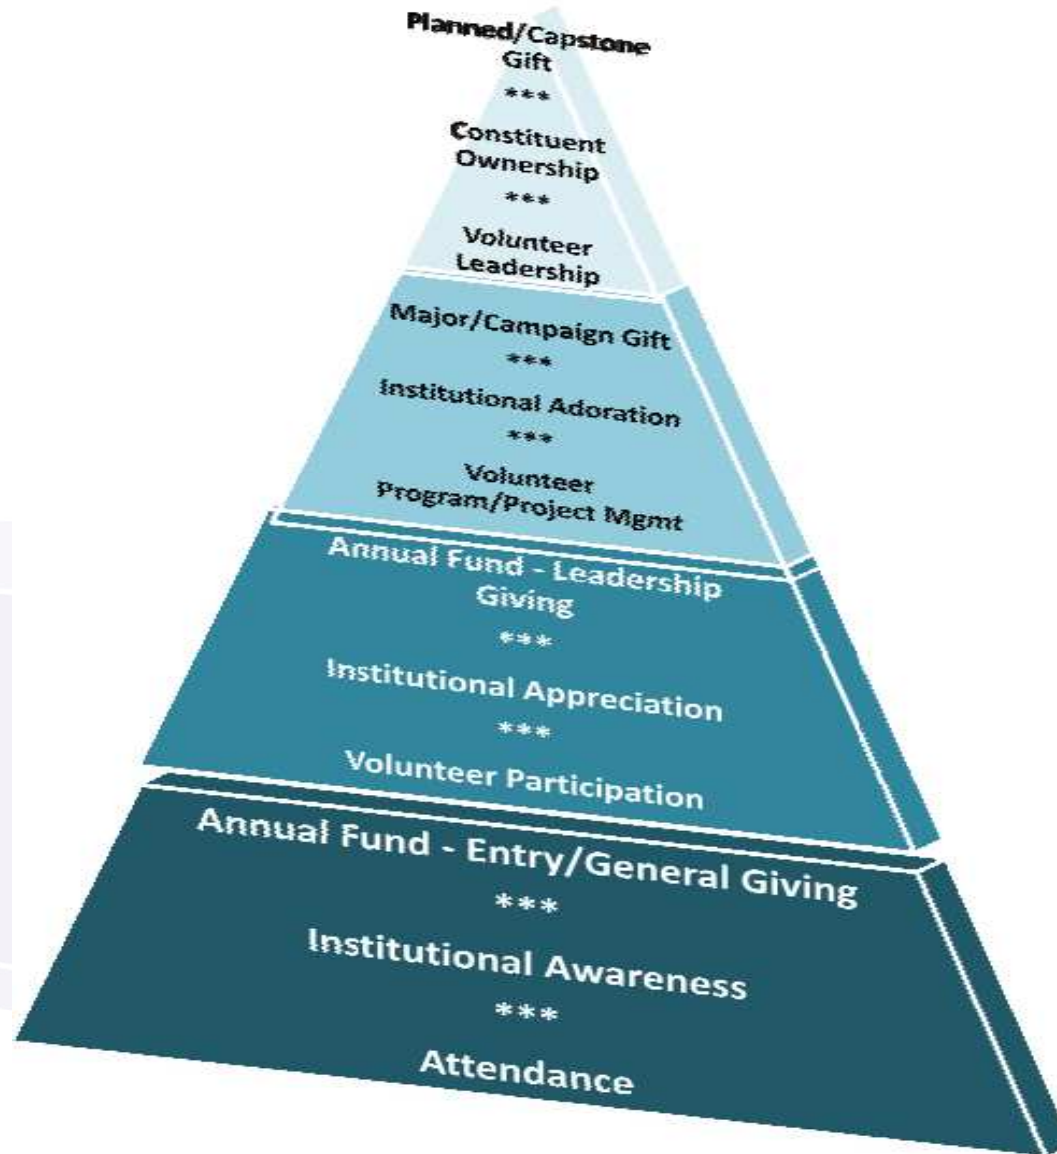 Planned/Capstone
Gift
***
Constituent
Ownership
***
Volunteer
Leadership
Major/Campaign Gift
***
Institutional Adoration
***
Volunteer
Program/Project Mgmt
Annual Fund - Leadership
Giving
***
Institutional Appreciation
***
Volunteer Participation
Annual Fund - Entry/General Giving
***
Institutional Awareness
***
Attendance